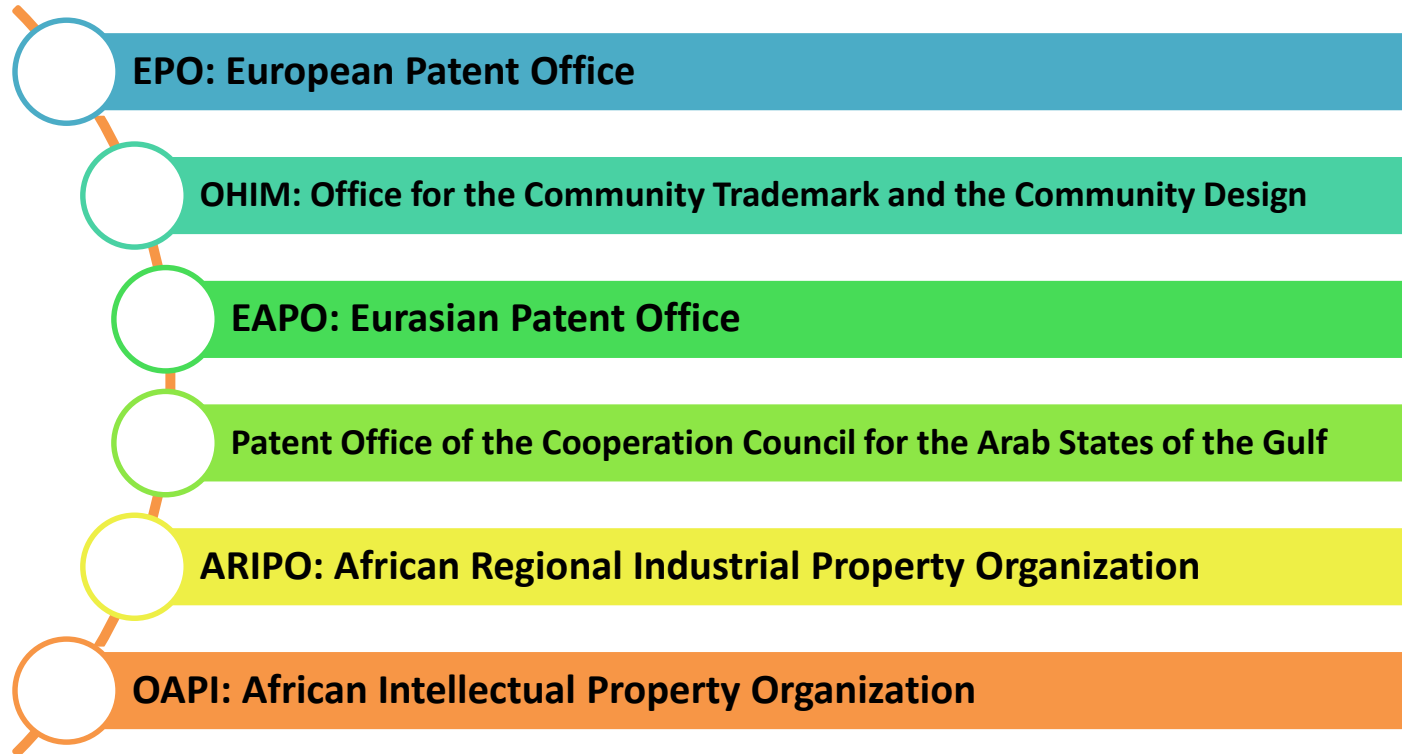 EPO: European Patent Office
OHIM: Office for the Community Trademark and the Community Design
EAPO: Eurasian Patent Office
Patent Office of the Cooperation Council for the Arab States of the Gulf
ARIPO: African Regional Industrial Property Organization
OAPI: African Intellectual Property Organization